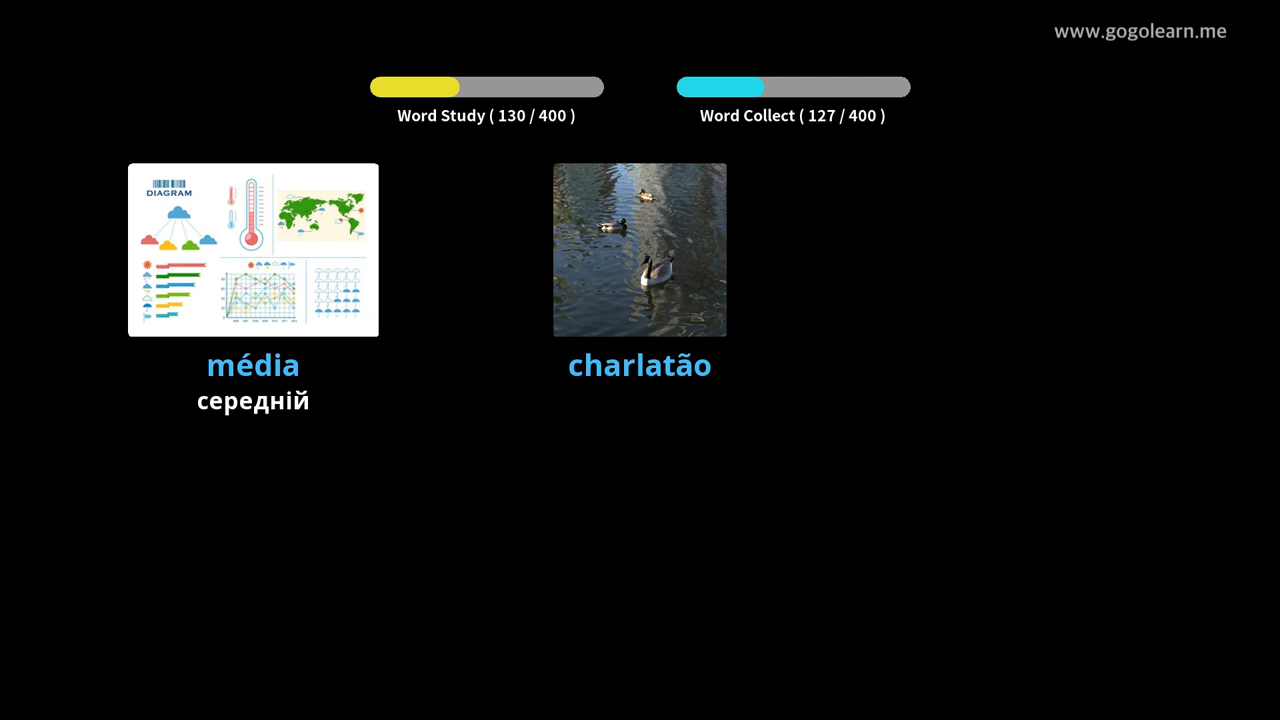 www.gogolearn.me
Word Study ( 130 / 400 )
Word Collect ( 127 / 400 )
DIAGRAM
média
середній
charlatão